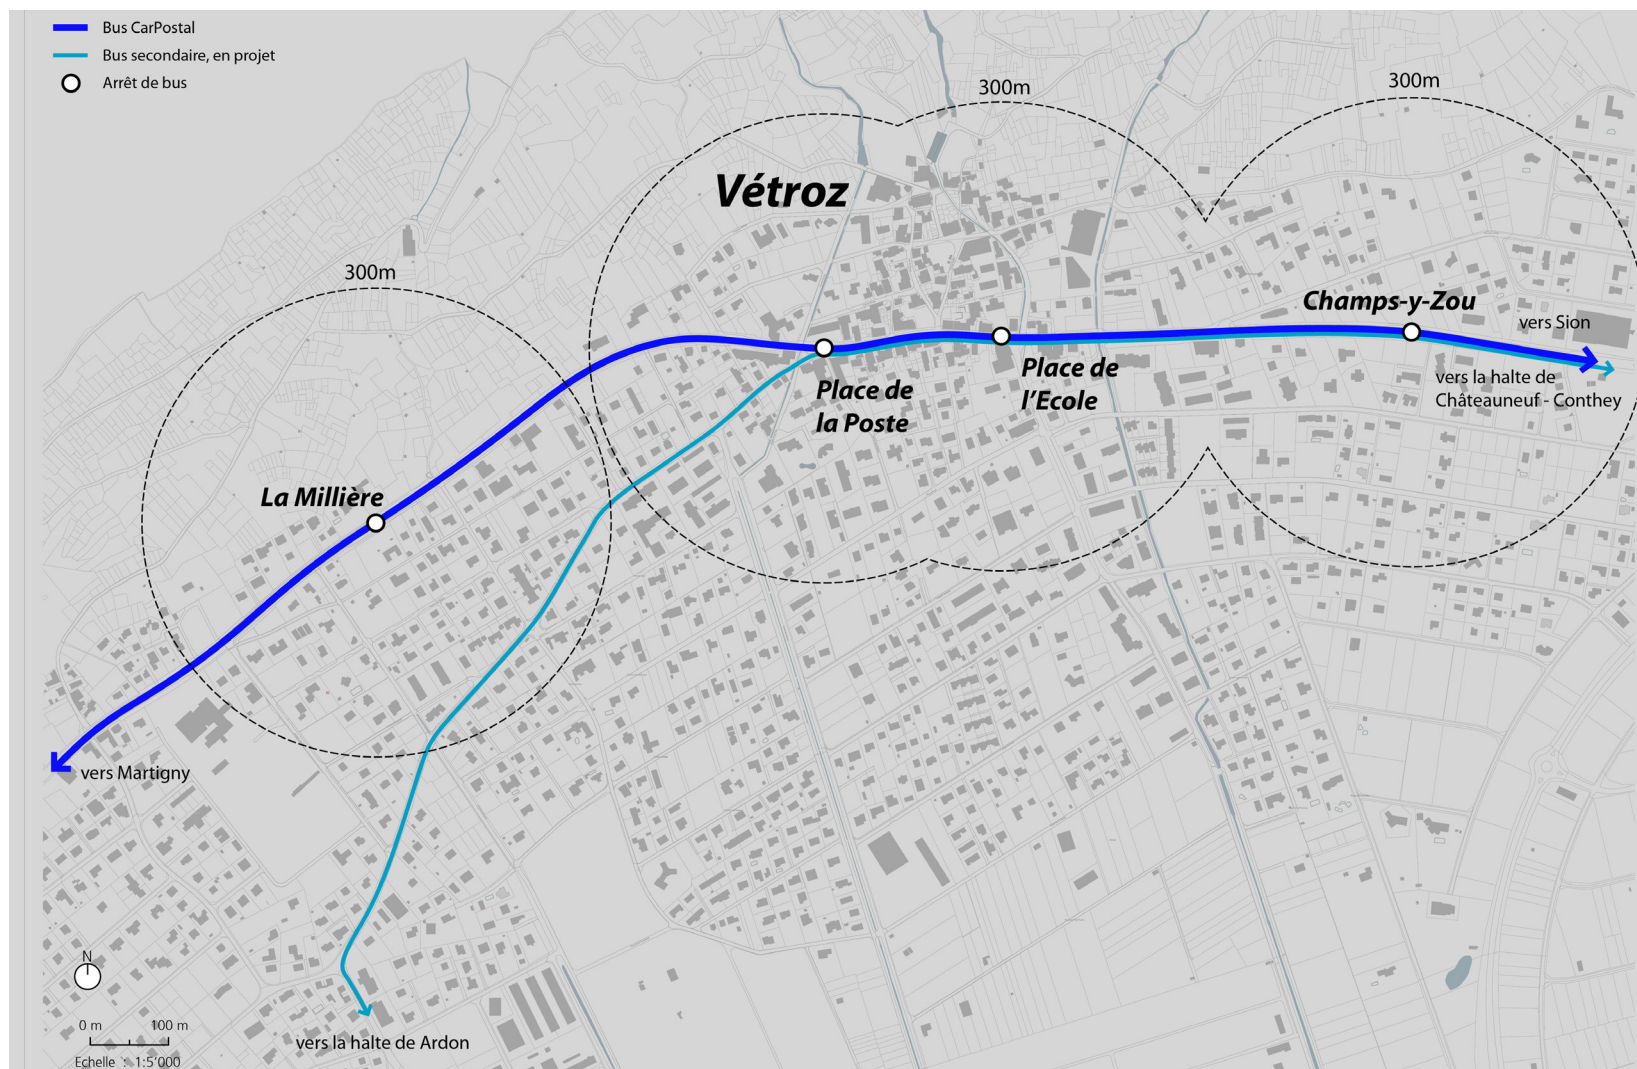 Bus CarPostal
Bus secondaire, en projet
Arrêt de bus
300m
300m
300m
Vétroz
Champs-y-Zou
vers Sion
Place de
l'Ecole
vers la halte de
Châteauneuf - Conthey
Place de
la Poste
La Millière
vers Martigny
N
0 m 100 m
Echelle : 1:5'000
vers la halte de Ardon